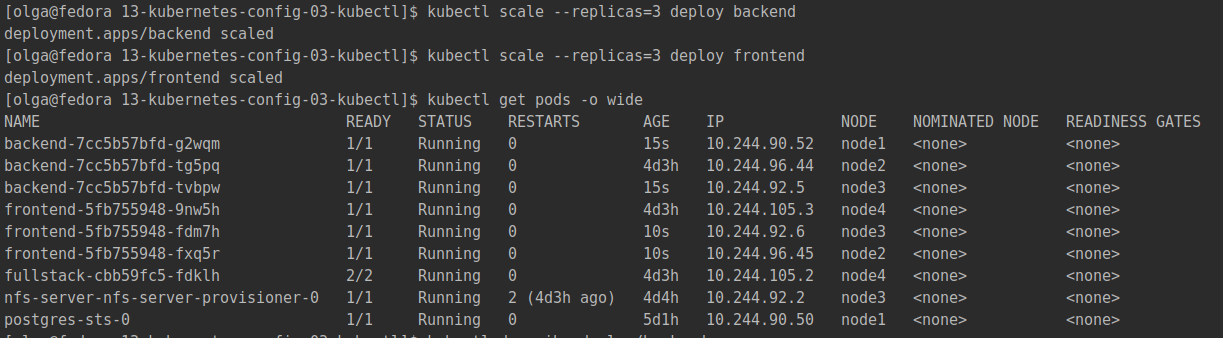 [olga@fedora 13-kubernetes-config-03-kubectl]$ kubectl scale --replicas=3 deploy backend
deployment.apps/backend scaled
[olga@fedora 13-kubernetes-config-03-kubectl]$ kubectl scale --replicas=3 deploy frontend
deployment.apps/frontend scaled
[olga@fedora 13-kubernetes-config-03-kubectl]$ kubectl get pods -o wide
NAME READY STATUS RESTARTS AGE IP NODE NOMINATED NODE READINESS GATES
backend-7cc5b57bfd-g2wqm 1/1 Running 0 15s 10.244.90.52 node1 <none> <none>
backend-7cc5b57bfd-tg5pq 1/1 Running 0 4d3h 10.244.96.44 node2 <none> <none>
backend-7cc5b57bfd-tvbpw 1/1 Running 0 15s 10.244.92.5 node3 <none> <none>
frontend-5fb755948-9nw5h 1/1 Running 0 4d3h 10.244.105.3 node4 <none> <none>
frontend-5fb755948-fdm7h 1/1 Running 0 10s 10.244.92.6 node3 <none> <none>
frontend-5fb755948-fxq5r 1/1 Running 0 10s 10.244.96.45 node2 <none> <none>
fullstack-cbb59fc5-fdklh 2/2 Running 0 4d3h 10.244.105.2 node4 <none> <none>
nfs-server-nfs-server-provisioner-0 1/1 Running 2 (4d3h ago) 4d4h 10.244.92.2 node3 <none> <none>
postgres-sts-0 1/1 Running 0 5d1h 10.244.90.50 node1 <none> <none>